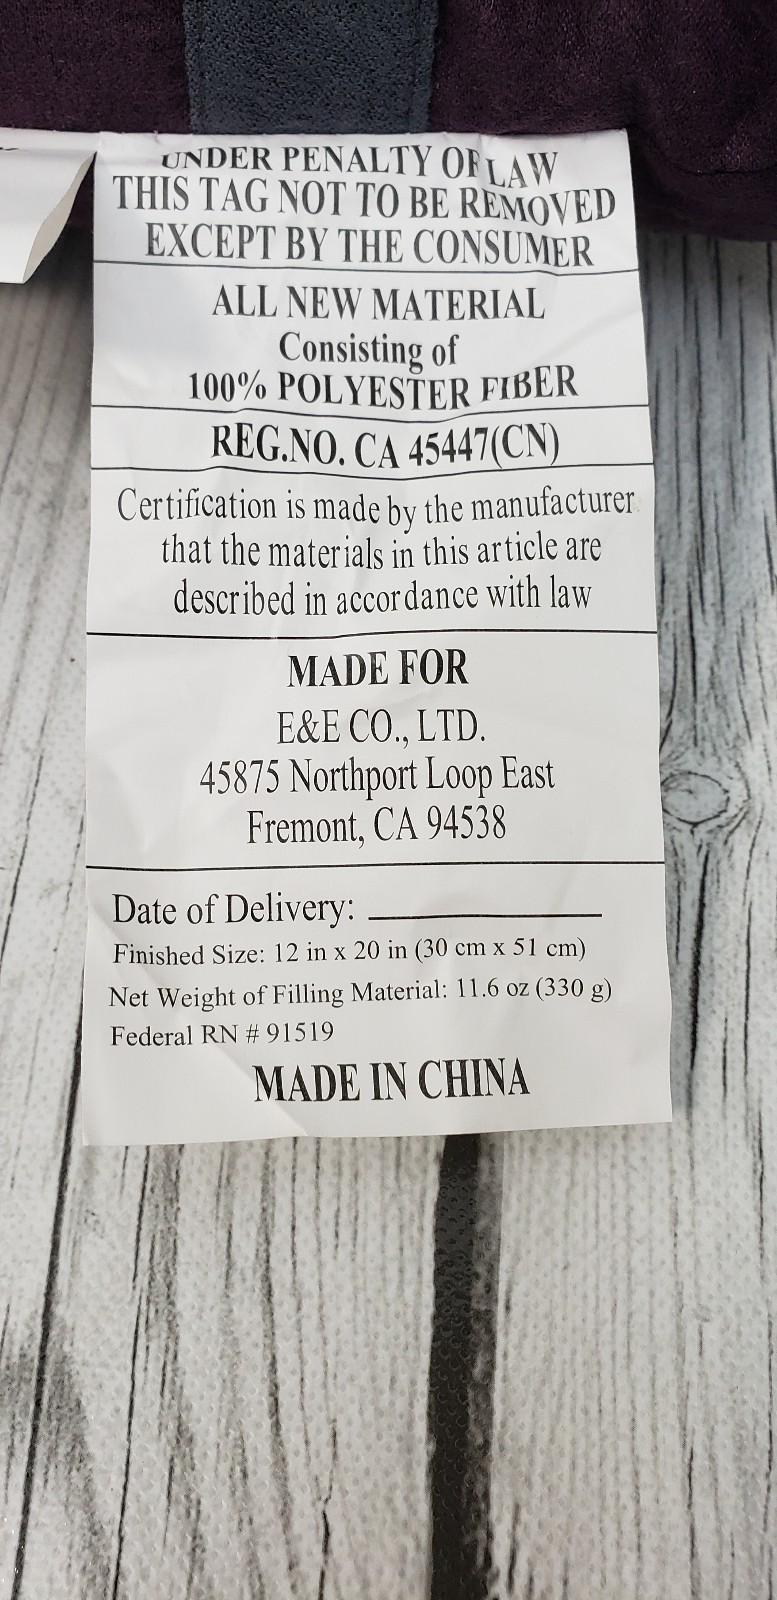 UNDER PENALTY OF LAW
THIS TAG NOT TO BE REMOVED
EXCEPT BY THE CONSUMER
ALL NEW MATERIAL
Consisting of
100% POLYESTER FIBER
REG.NO. CA 45447(CN)
Certification is made by the manufacturer
that the materials in this article are
described in accordance with law
MADE FOR
E&E CO., LTD.
45875 Northport Loop East
Fremont, CA 94538
Date of Delivery:
Finished Size: 12 in x 20 in (30 cm x 51 cm)
Net Weight of Filling Material: 11.6 oz (330 g)
Federal RN # 91519
MADE IN CHINA